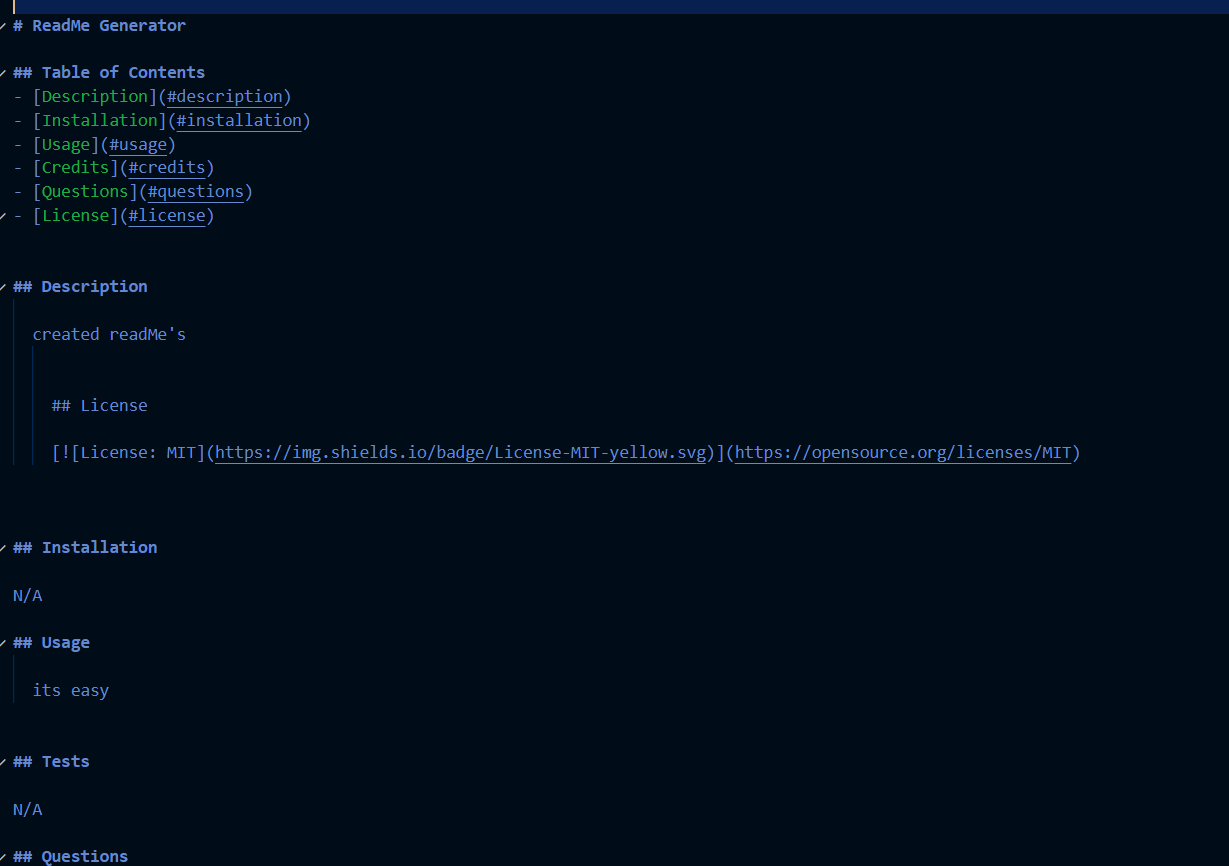 # ReadMe Generator
## Table of Contents
- [Description](#description)
- [Installation](#installation)
- [Usage](#usage)
- [Credits](#credits)
- [Questions](#questions)
- [License](#license)
## Description
created readMe's
## License
[![License: MIT](https://img.shields.io/badge/License-MIT-yellow.svg)](https://opensource.org/licenses/MIT)
## Installation
N/A
## Usage
its easy
## Tests
N/A
## Questions